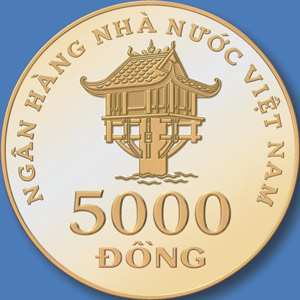 NGÂN HÀNG NHÀ NƯỚC VIỆT NAM
5000
ĐỒNG